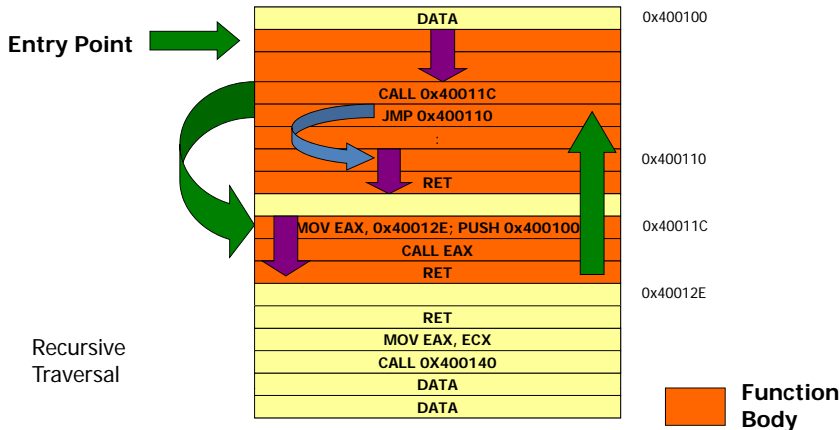 DATA
0x400100
Entry Point
CALL 0x40011C
JMP 0x400110
:
0x400110
RET
MOV EAX, 0x40012E; PUSH 0x400100
0x40011C
CALL EAX
RET
0x40012E
RET
MOV EAX, ECX
Recursive
Traversal
CALL 0X400140
DATA
DATA
Function
Body